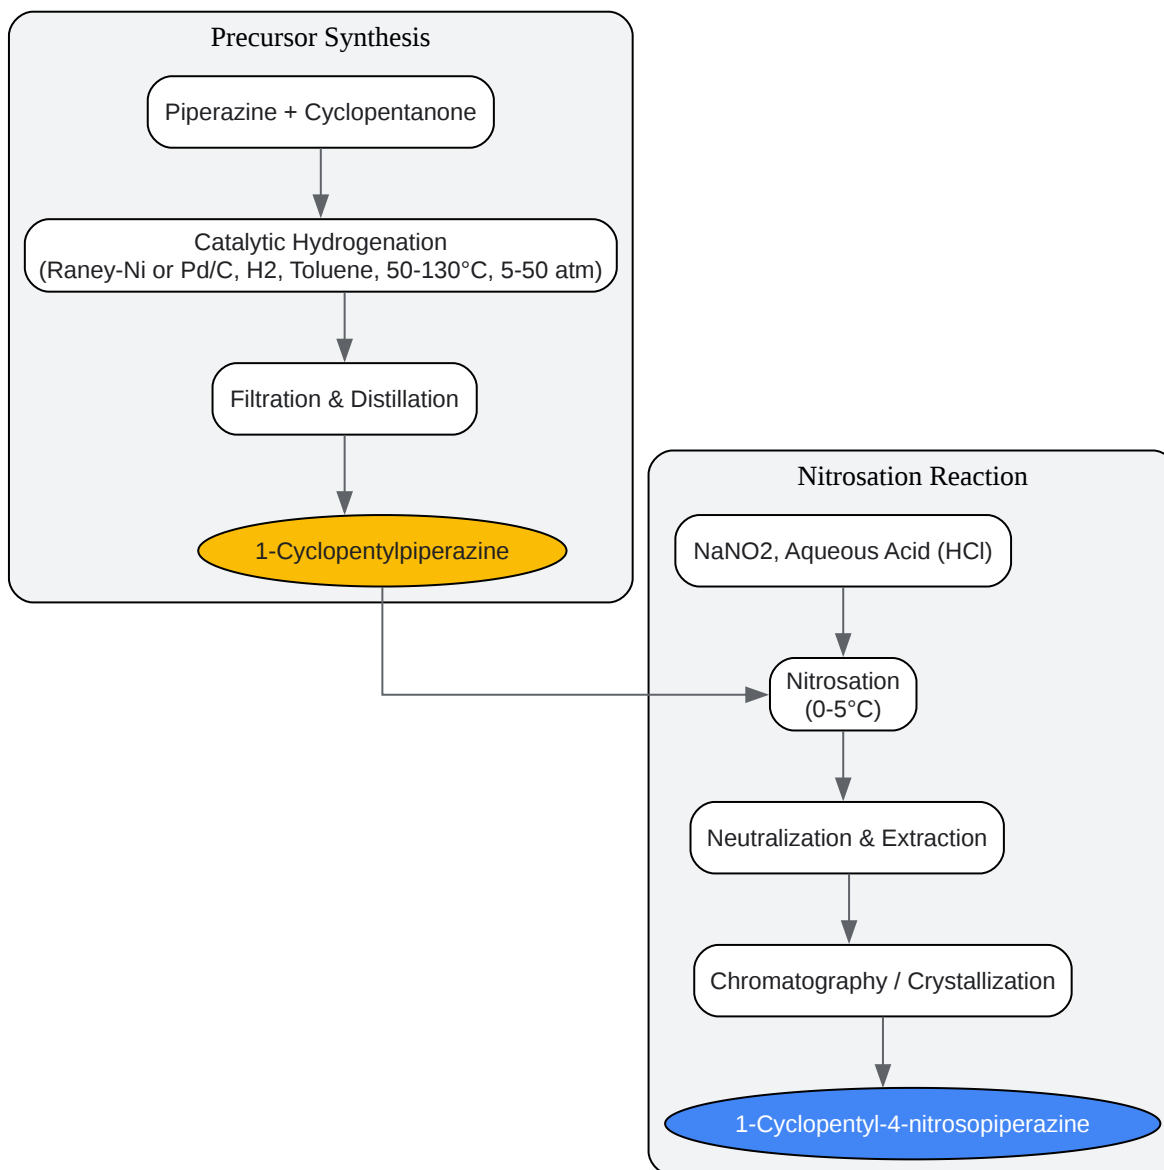 Precursor Synthesis
Piperazine + Cyclopentanone
Catalytic Hydrogenation
(Raney-Ni or Pd/C, H2, Toluene, 50-130°C, 5-50 atm)
Filtration & Distillation
1-Cyclopentylpiperazine
Nitrosation Reaction
NaNO2, Aqueous Acid (HCl)
Nitrosation
(0-5°C)
Neutralization & Extraction
Chromatography / Crystallization
1-Cyclopentyl-4-nitrosopiperazine